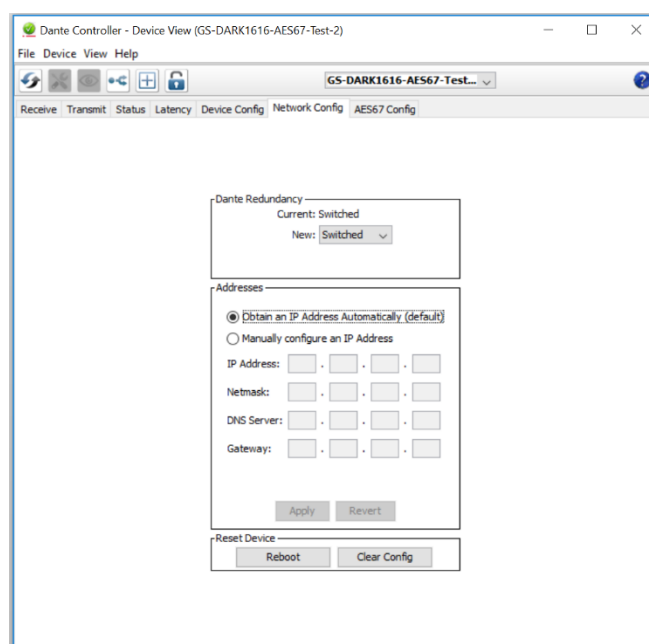 Dante Controller - Device View (GS-DARK1616-AES67-Test-2)
File Device View Help
GS-DARK1616-AES67-Test...
?
Receive Transmit Status Latency Device Config Network Config AES67 Config
Dante Redundancy
Current: Switched
New: Switched
Addresses
Obtain an IP Address Automatically (default)
Manually configure an IP Address
IP Address: . . .
Netmask: . . .
DNS Server: . . .
Gateway: . . .
Apply Revert
Reset Device
Reboot Clear Config